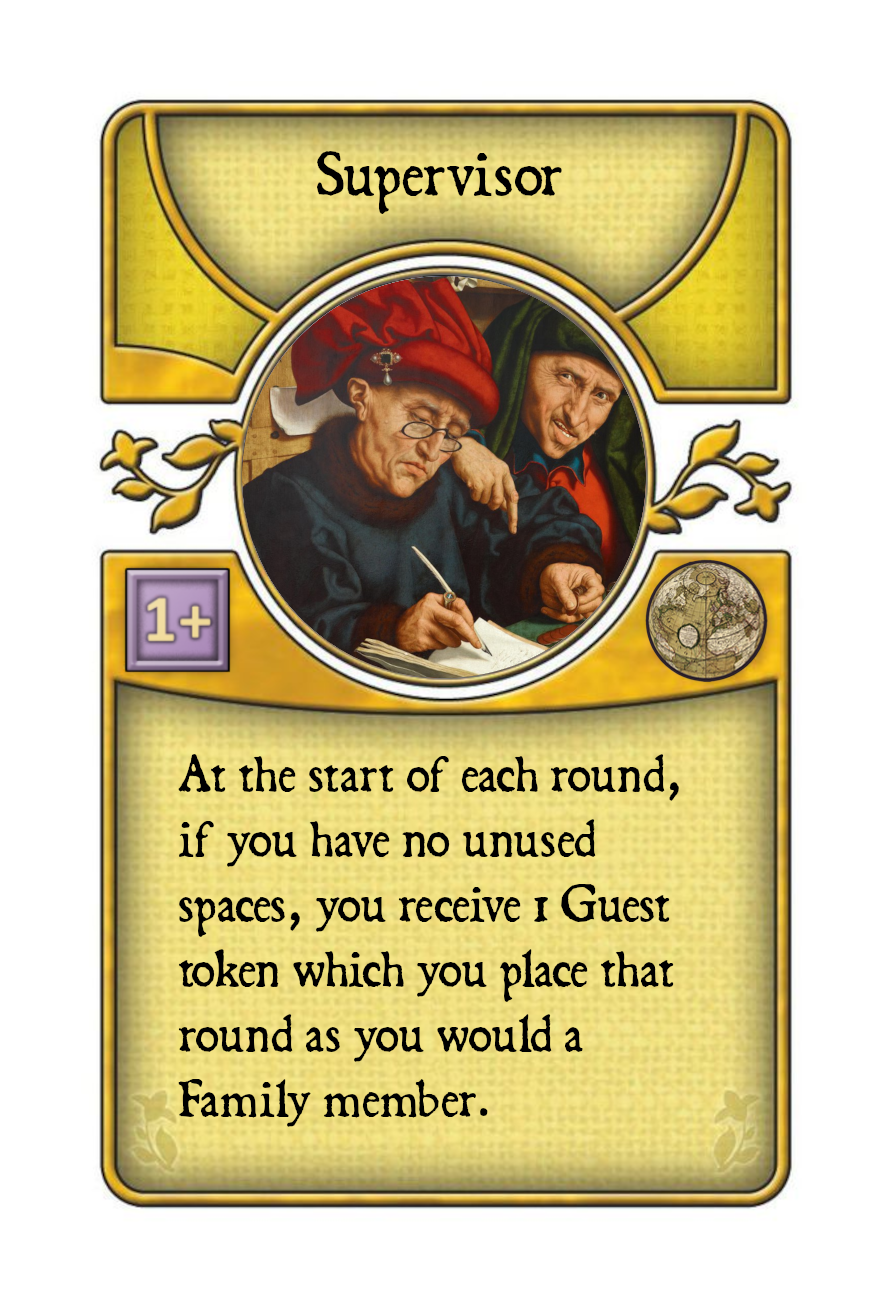 Supervisor
1+
At the start of each round,
if you have no unused
spaces, you receive 1 Guest
token which you place that
round as you would a
Family member.